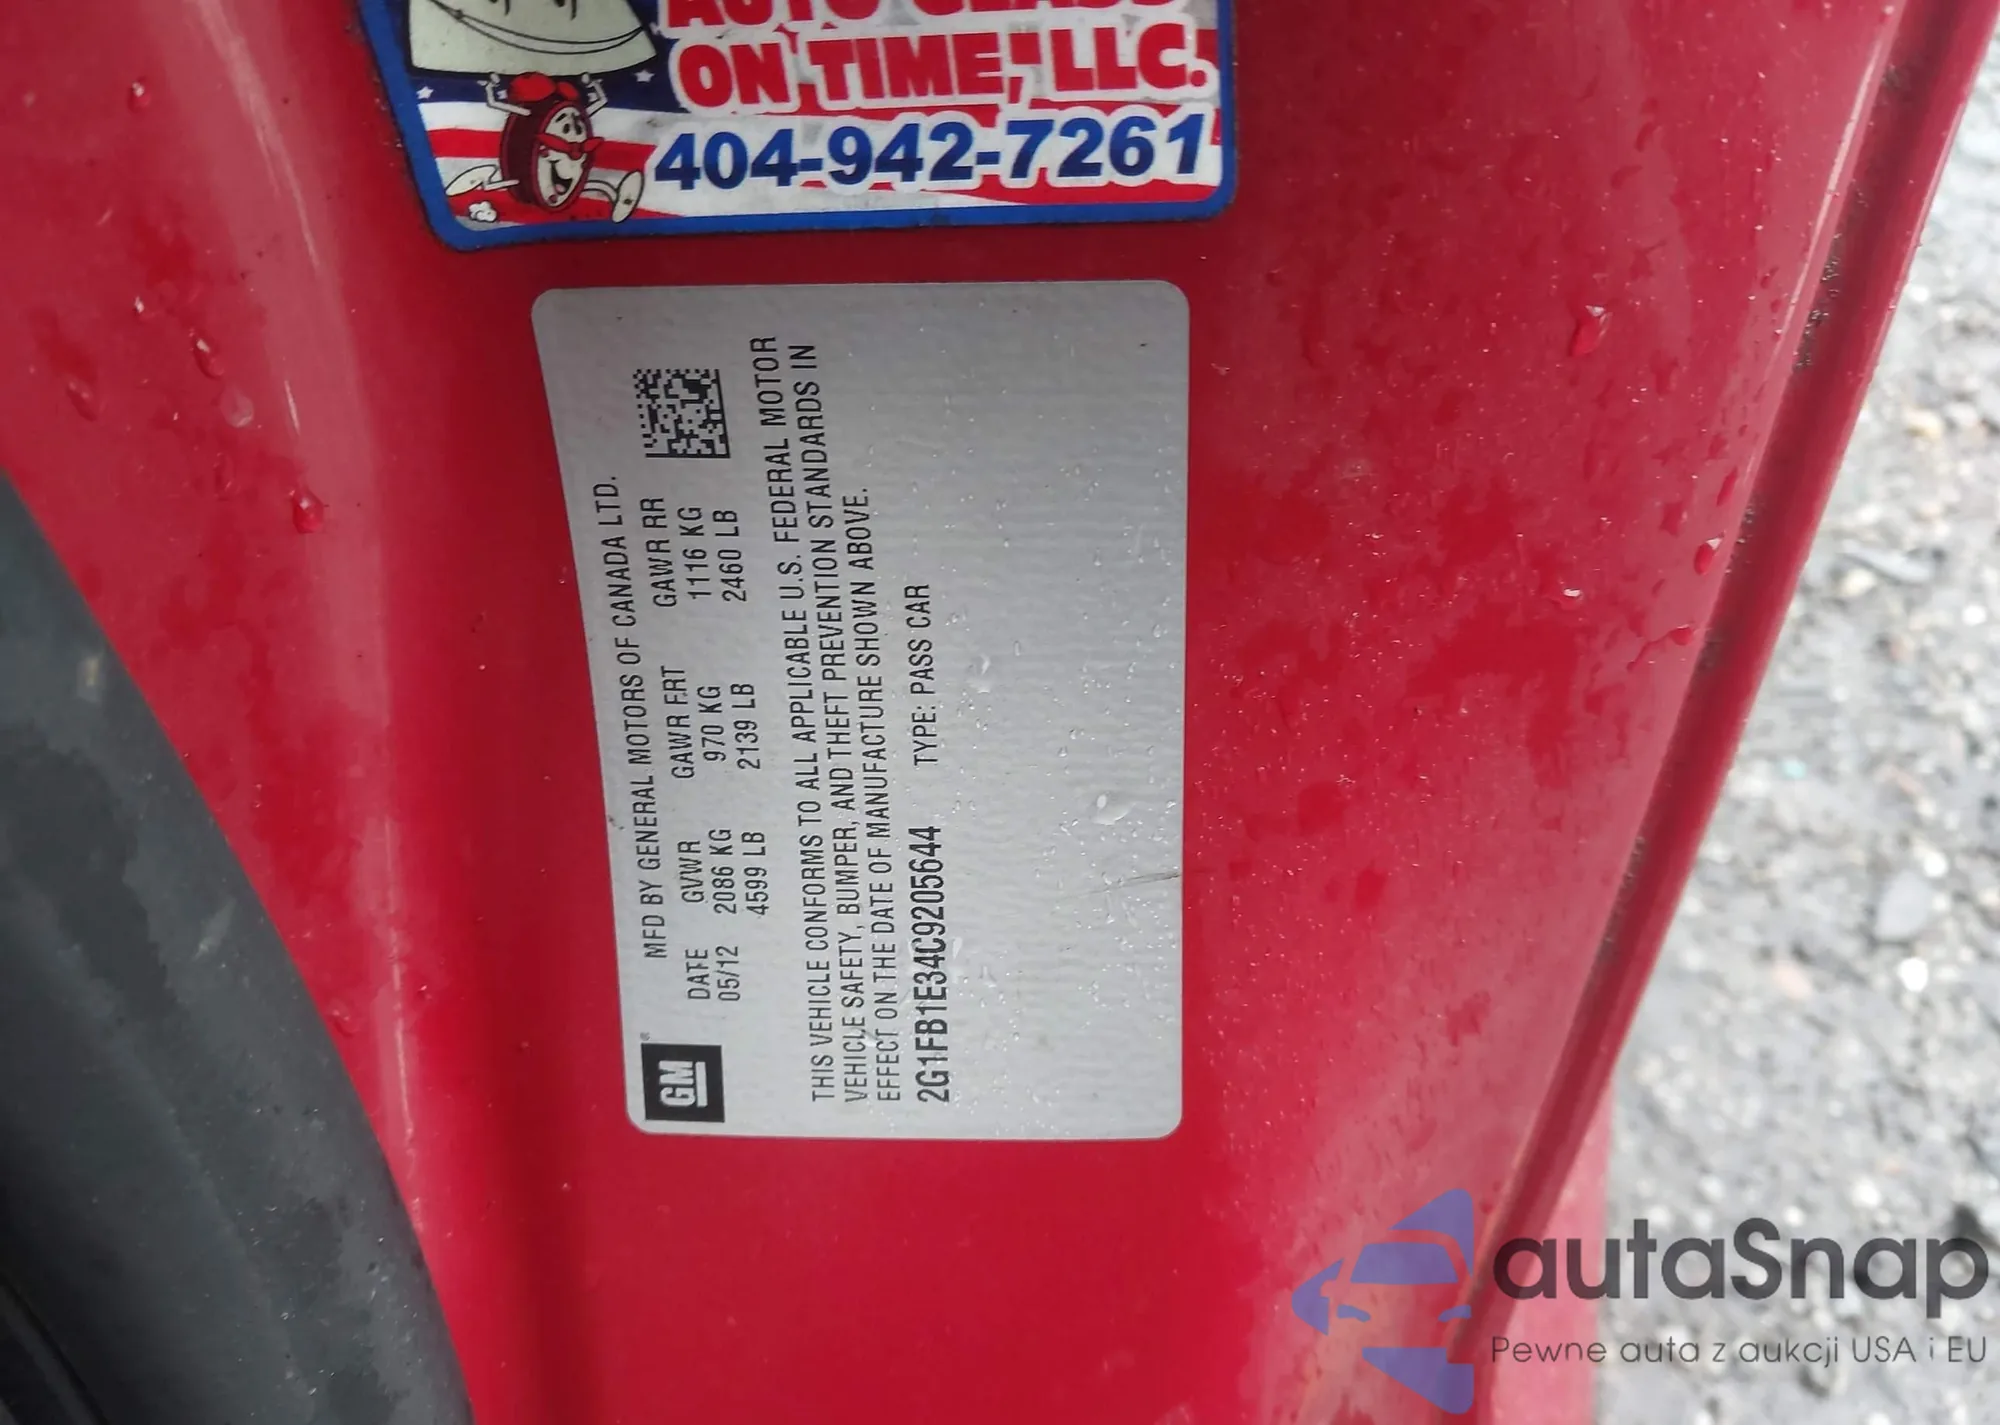 AUTO GLASS
ON TIME, LLC.
404-942-7261
MFD BY GENERAL MOTORS OF CANADA LTD.
DATE GVWR GAWR FRT GAWR RR
05/12 2086 KG 970 KG 1116 KG
4599 LB 2139 LB 2460 LB
THIS VEHICLE CONFORMS TO ALL APPLICABLE U.S. FEDERAL MOTOR
VEHICLE SAFETY, BUMPER, AND THEFT PREVENTION STANDARDS IN
EFFECT ON THE DATE OF MANUFACTURE SHOWN ABOVE.
2G1FB1E34C9205644 TYPE: PASS CAR
GM
autaSnap
Pewne auta z aukcji USA i EU